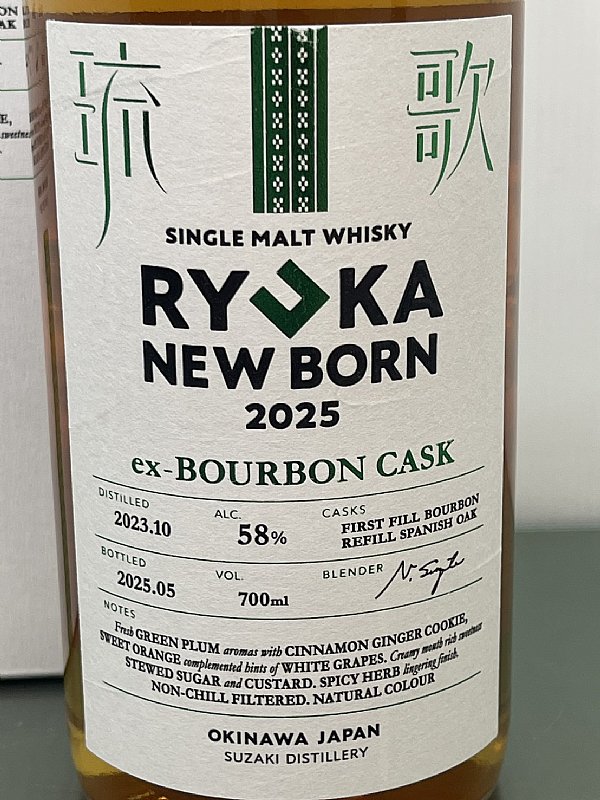 琉 歌
SINGLE MALT WHISKY
RYUKA
NEW BORN
2025
ex-BOURBON CASK
DISTILLED
2023.10
ALC.
58%
CASKS
FIRST FILL BOURBON
REFILL SPANISH OAK
BOTTLED
2025.05
VOL.
700ml
BLENDER
NOTES
Fresh GREEN PLUM aromas with CINNAMON GINGER COOKIE,
SWEET ORANGE complemented hints of WHITE GRAPES. Creamy mouth rich sweetness
STEWED SUGAR and CUSTARD. SPICY HERB lingering finish.
NON-CHILL FILTERED. NATURAL COLOUR
OKINAWA JAPAN
SUZAKI DISTILLERY